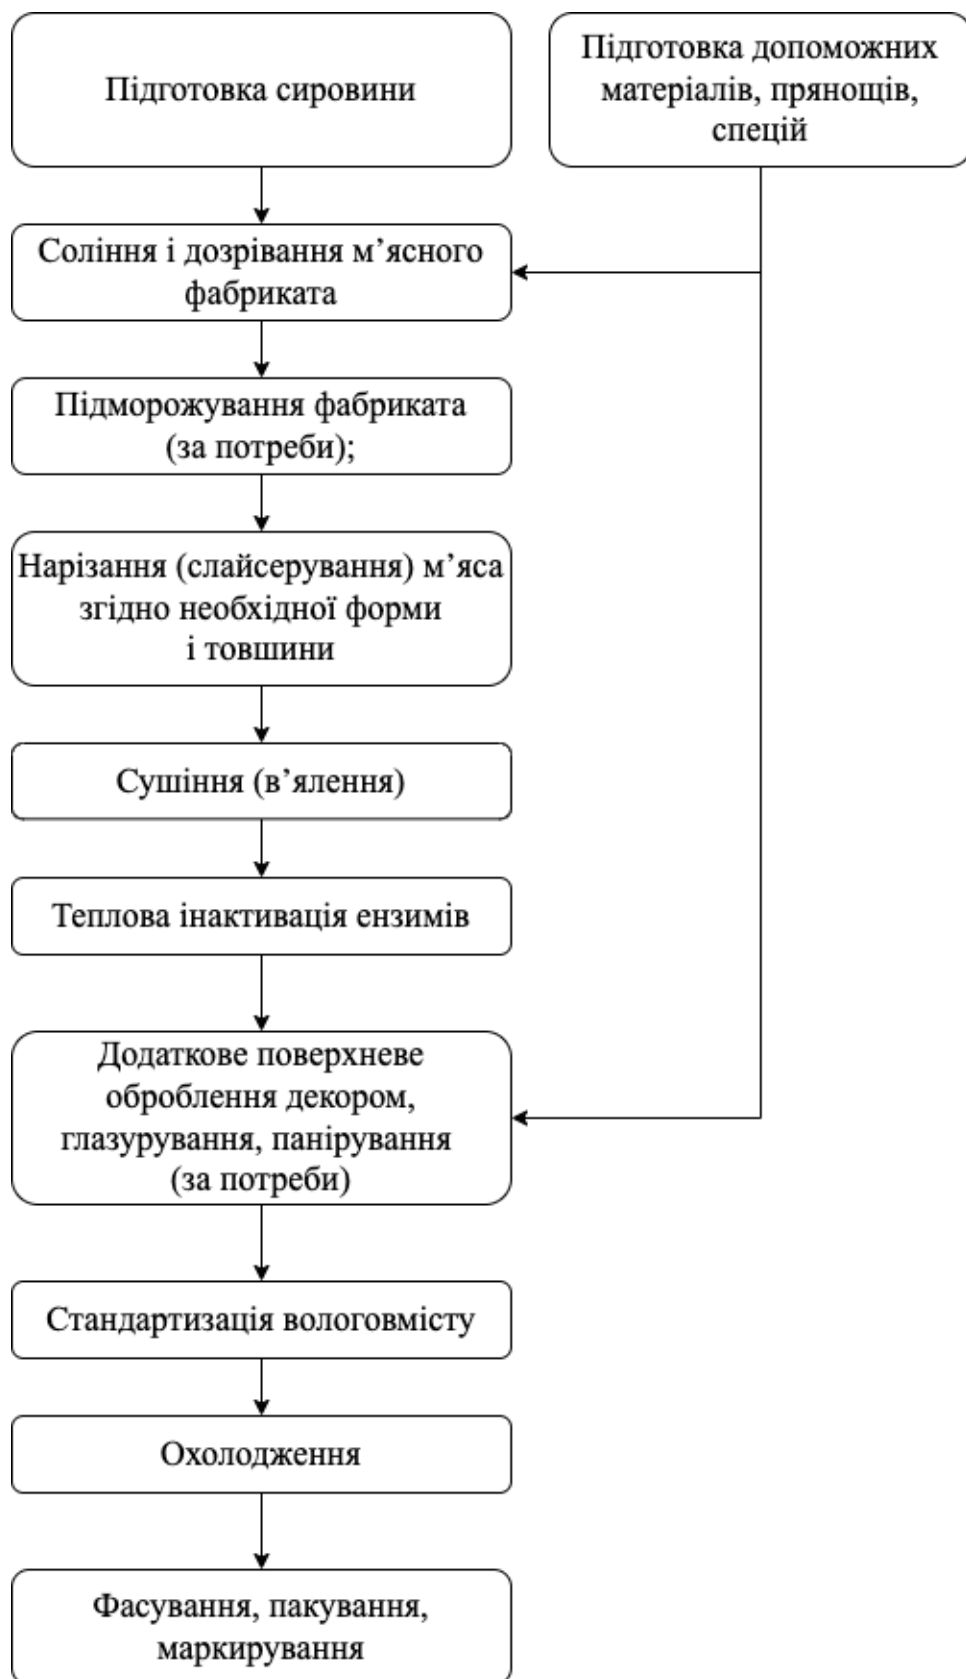 Підготовка сировини
Підготовка допоможних
матеріалів, прянощів,
спецій
Соління і дозрівання м’ясного
фабриката
Підморожування фабриката
(за потреби);
Нарізання (слайсерування) м’яса
згідно необхідної форми
і товшини
Сушіння (в’ялення)
Теплова інактивація ензимів
Додаткове поверхневе
оброблення декором,
глазурування, панірування
(за потреби)
Стандартизація вологовмісту
Охолодження
Фасування, пакування,
маркирування